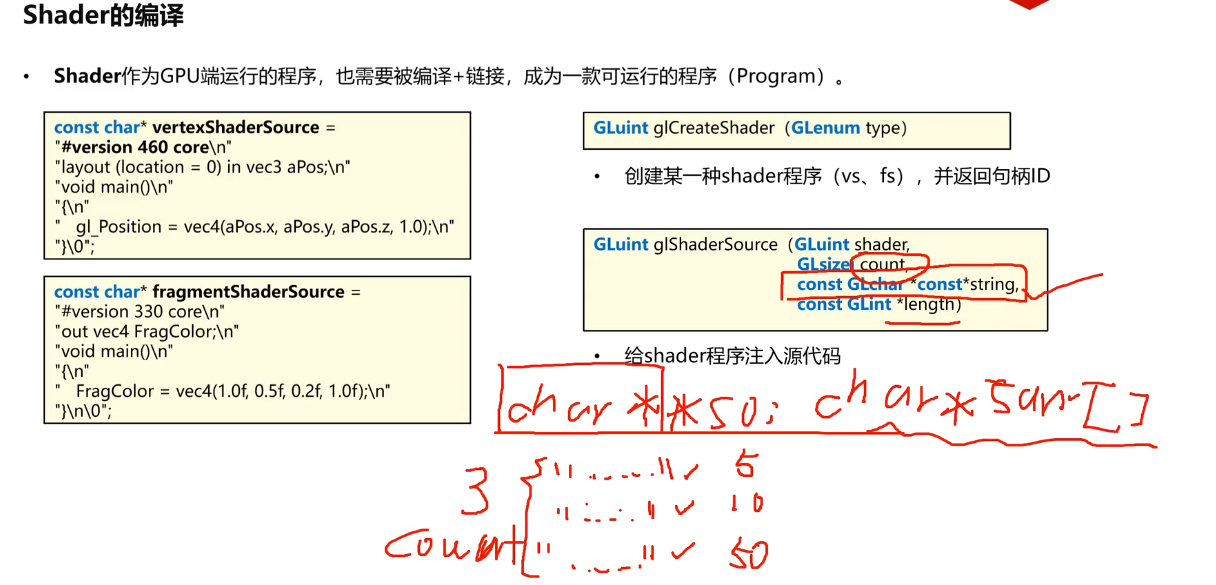 Shader的编译
• Shader作为GPU端运行的程序，也需要被编译+链接，成为一款可运行的程序（Program）。
const char* vertexShaderSource =
"#version 460 core\n"
"layout (location = 0) in vec3 aPos;\n"
"void main()\n"
"{\n"
"   gl_Position = vec4(aPos.x, aPos.y, aPos.z, 1.0);\n"
"}\0";
const char* fragmentShaderSource =
"#version 330 core\n"
"out vec4 FragColor;\n"
"void main()\n"
"{\n"
"   FragColor = vec4(1.0f, 0.5f, 0.2f, 1.0f);\n"
"}\n\0";
GLuint glCreateShader（GLenum type）
• 创建某一种shader程序（vs、fs），并返回句柄ID
GLuint glShaderSource（GLuint shader,
GLsizei count,
const GLchar *const*string,
const GLint *length）
• 给shader程序注入源代码
char **
3 5
10
count 50